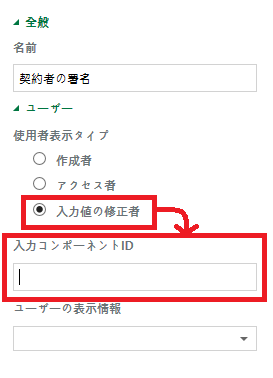 全般
名前
契約者の署名
ユーザー
使用者表示タイプ
作成者
アクセス者
入力値の修正者
入力コンポーネントID
ユーザーの表示情報